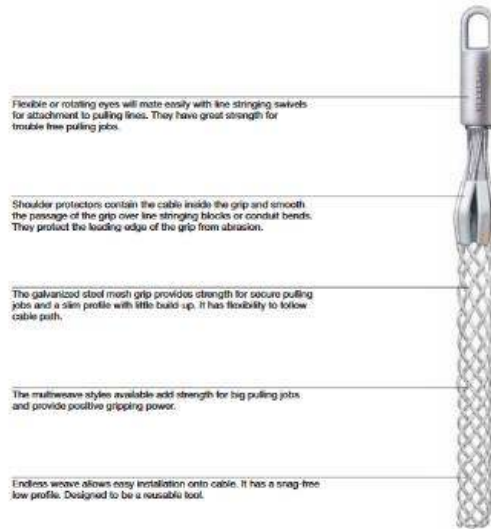 Flexible or rotating eyes will mate easily with line stringing swivels
for attachment to pulling lines. They have great strength for
trouble free pulling jobs.
Shoulder protectors contain the cable inside the grip and smooth
the passage of the grip over line stringing blocks or conduit bends.
They protect the leading edge of the grip from abrasion.
The galvanized steel mesh grip provides strength for secure pulling
jobs and a slim profile with little build up. It has flexibility to follow
cable path.
The multiweave styles available add strength for big pulling jobs
and provide positive gripping power.
Endless weave allows easy installation onto cable. It has a snag-free
low profile. Designed to be a reusable tool.